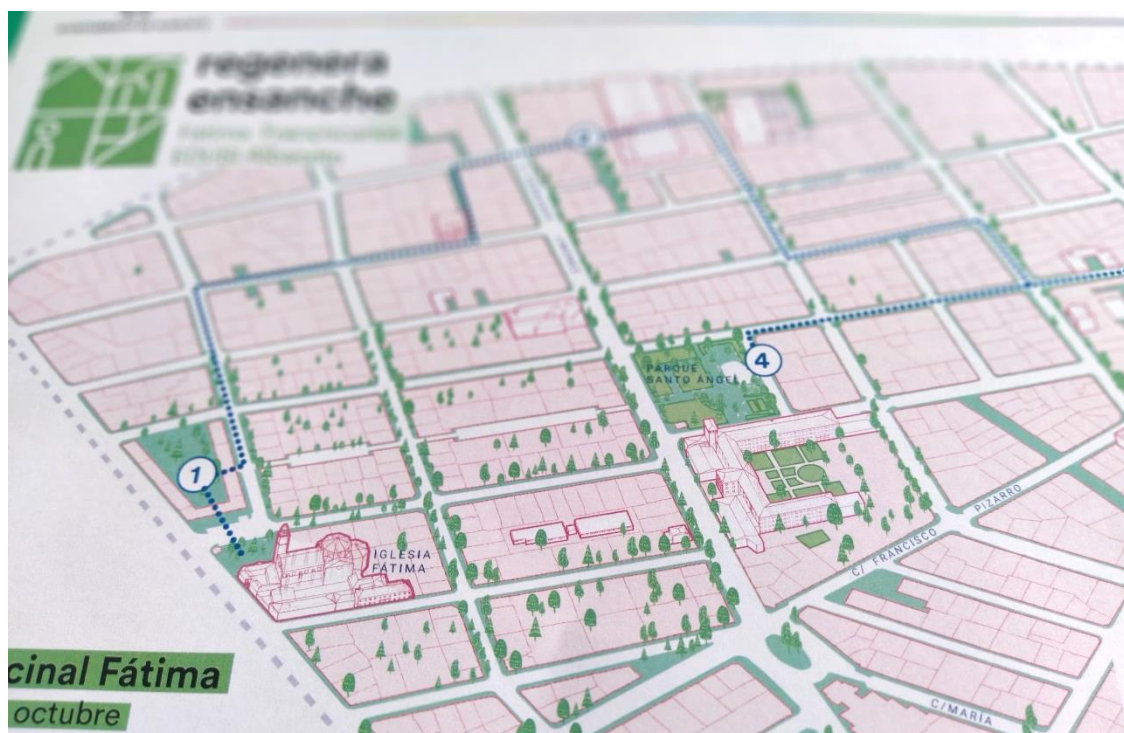 regenera
ensanche
4
PARQUE
SANTO ÁNGEL
1
IGLESIA
FÁTIMA
PIZARRO
C/ FRANCISCO
cinal Fátima
octubre
C/MARÍA